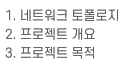 1. 네트워크 토폴로지
2. 프로젝트 개요
3. 프로젝트 목적